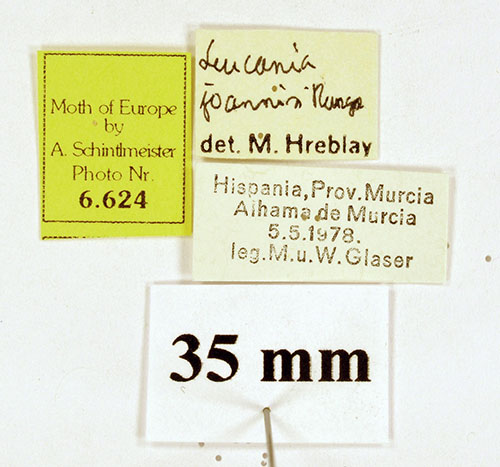 Moth of Europe
by
A. Schintlmeister
Photo Nr.
6.624
Leucania
joannisi Rungs
det. M. Hreblay
Hispania, Prov. Murcia
Alhama de Murcia
5.5.1978.
leg. M. u. W. Glaser
35 mm